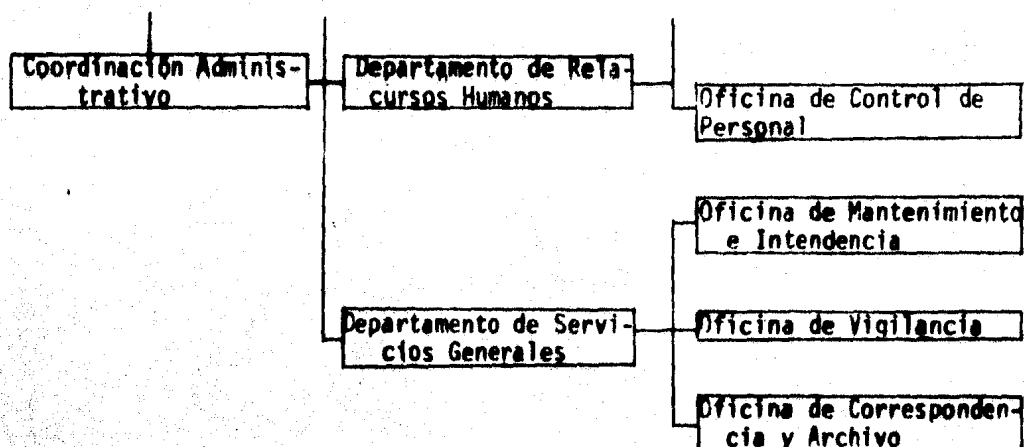 Coordinación Adminis-
trativo
Departamento de Rela-
cursos Humanos
Oficina de Control de
Personal
Oficina de Mantenimiento
e Intendencia
Departamento de Servi-
cios Generales
Oficina de Vigilancia
Oficina de Corresponden-
cia y Archivo